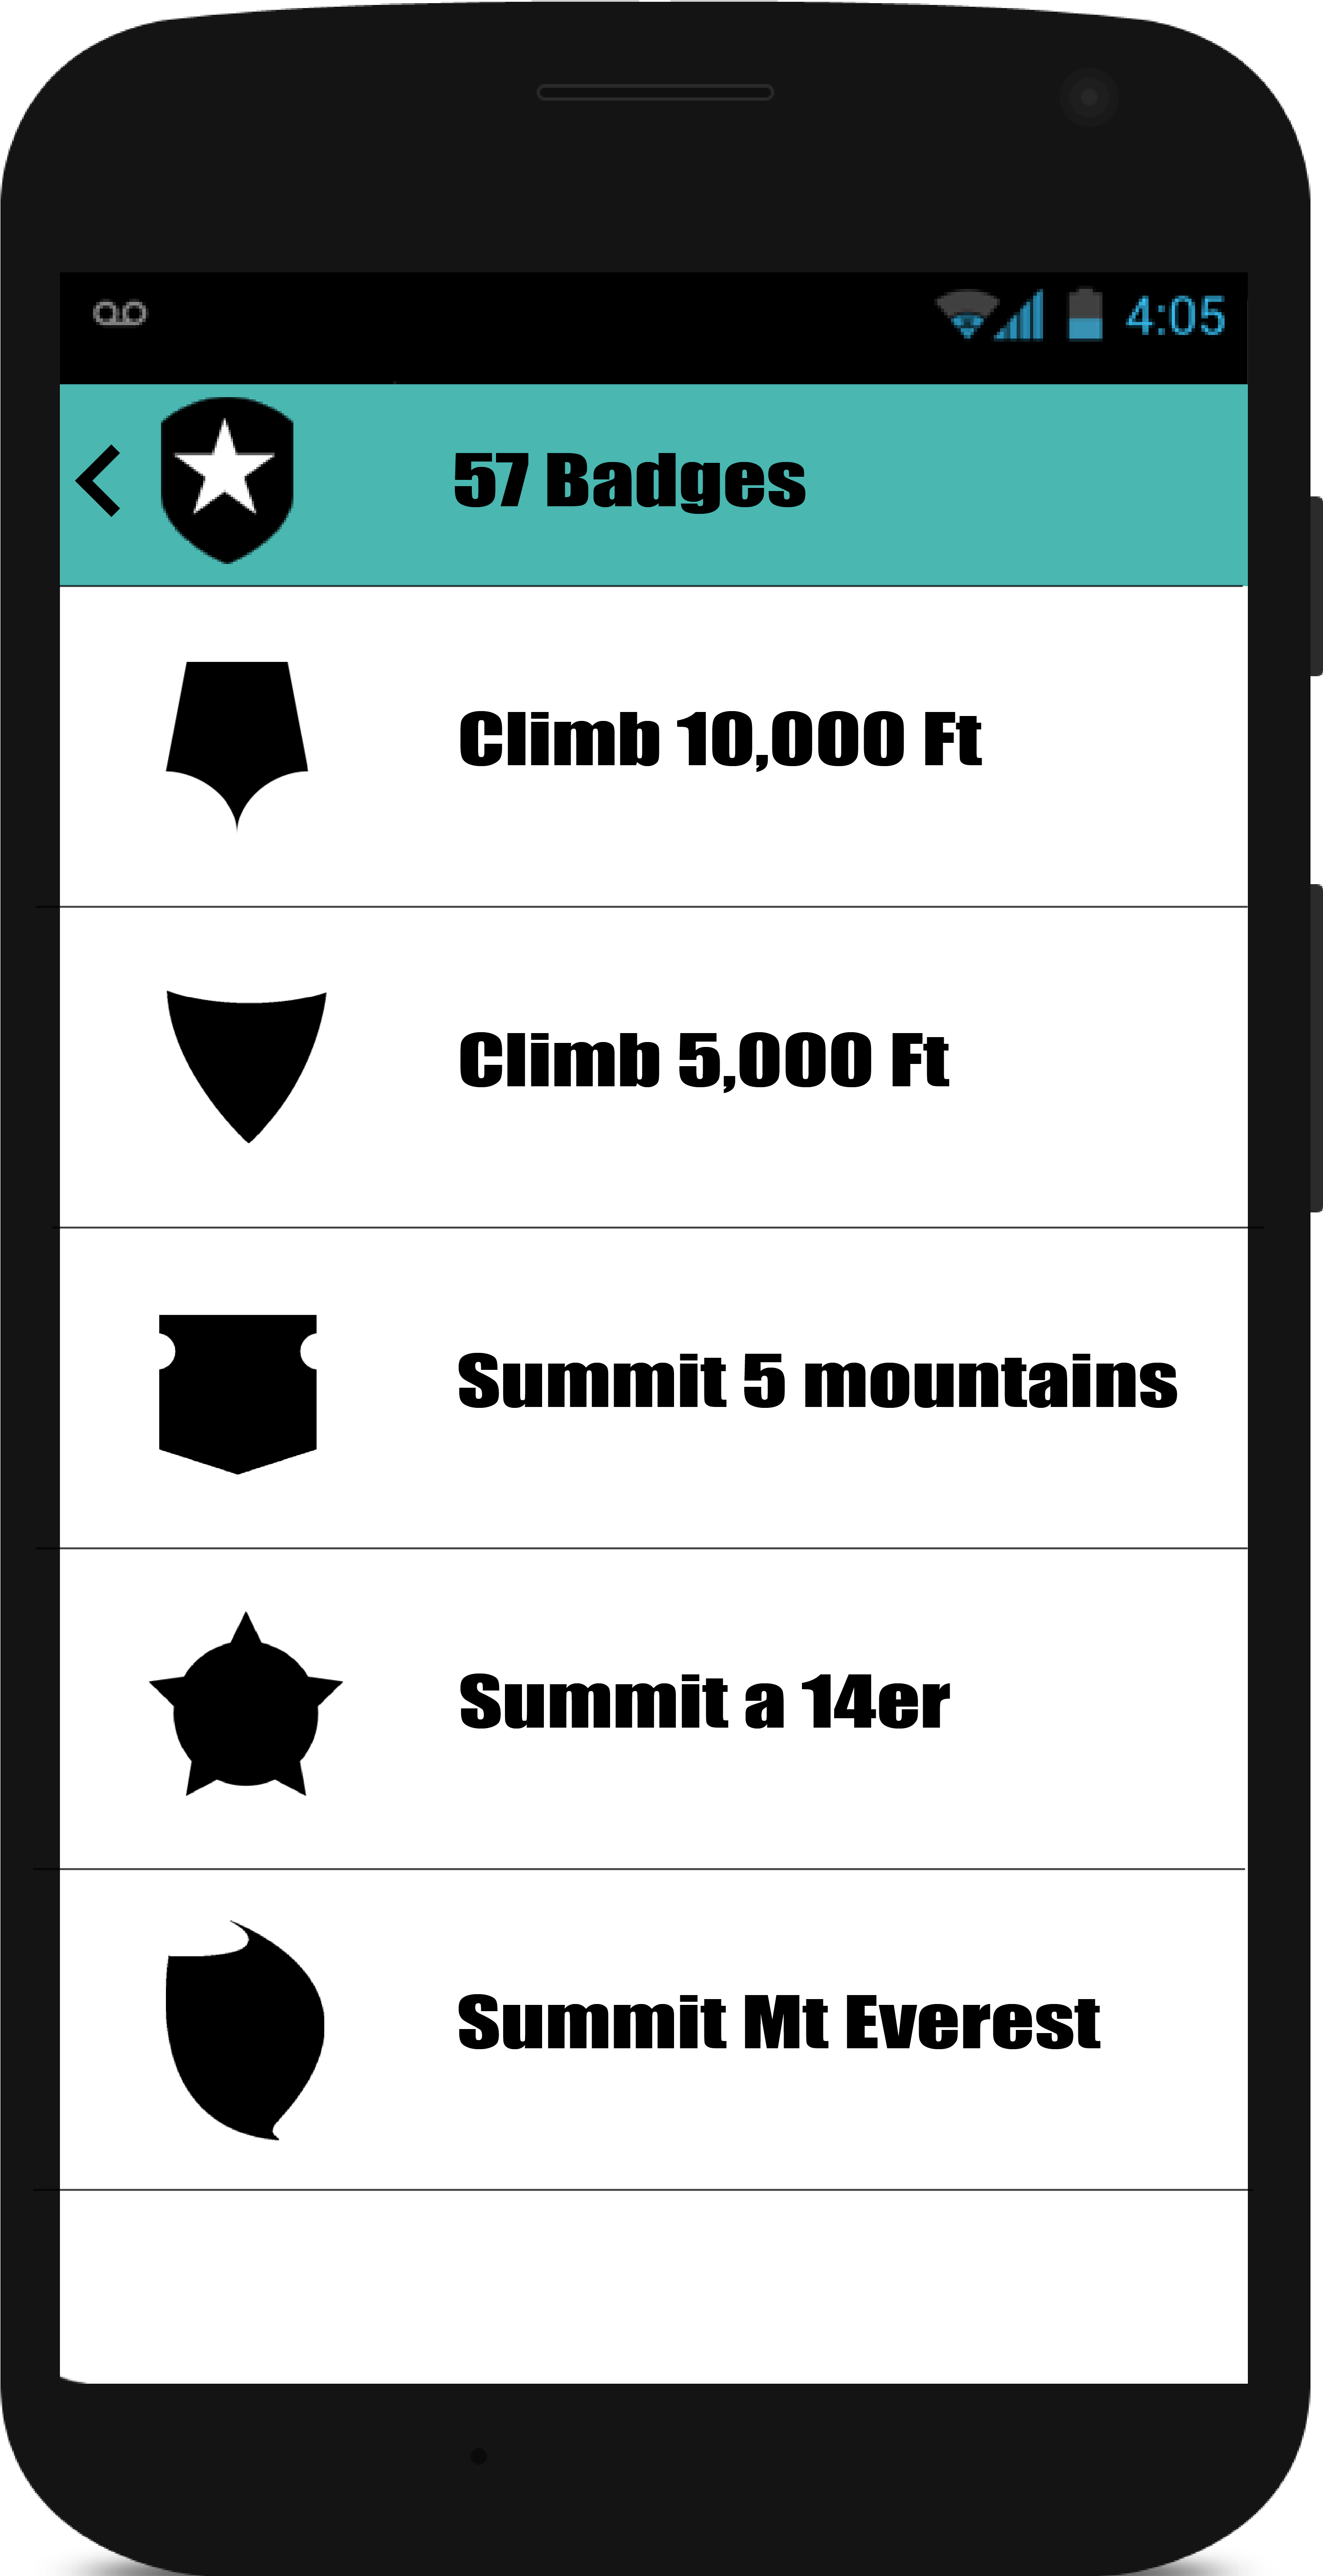 4:05
57 Badges
Climb 10,000 Ft
Climb 5,000 Ft
Summit 5 mountains
Summit a 14er
Summit Mt Everest